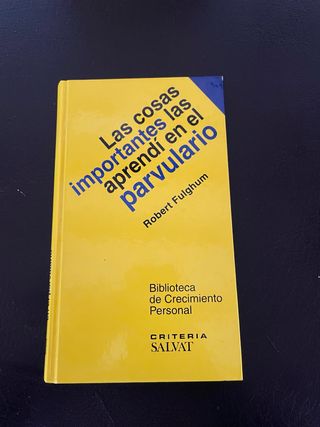 Las cosas
importantes las
aprendí en el
parvulario
Robert Fulghum
Biblioteca
de Crecimiento
Personal
CRITERIA
SALVAT